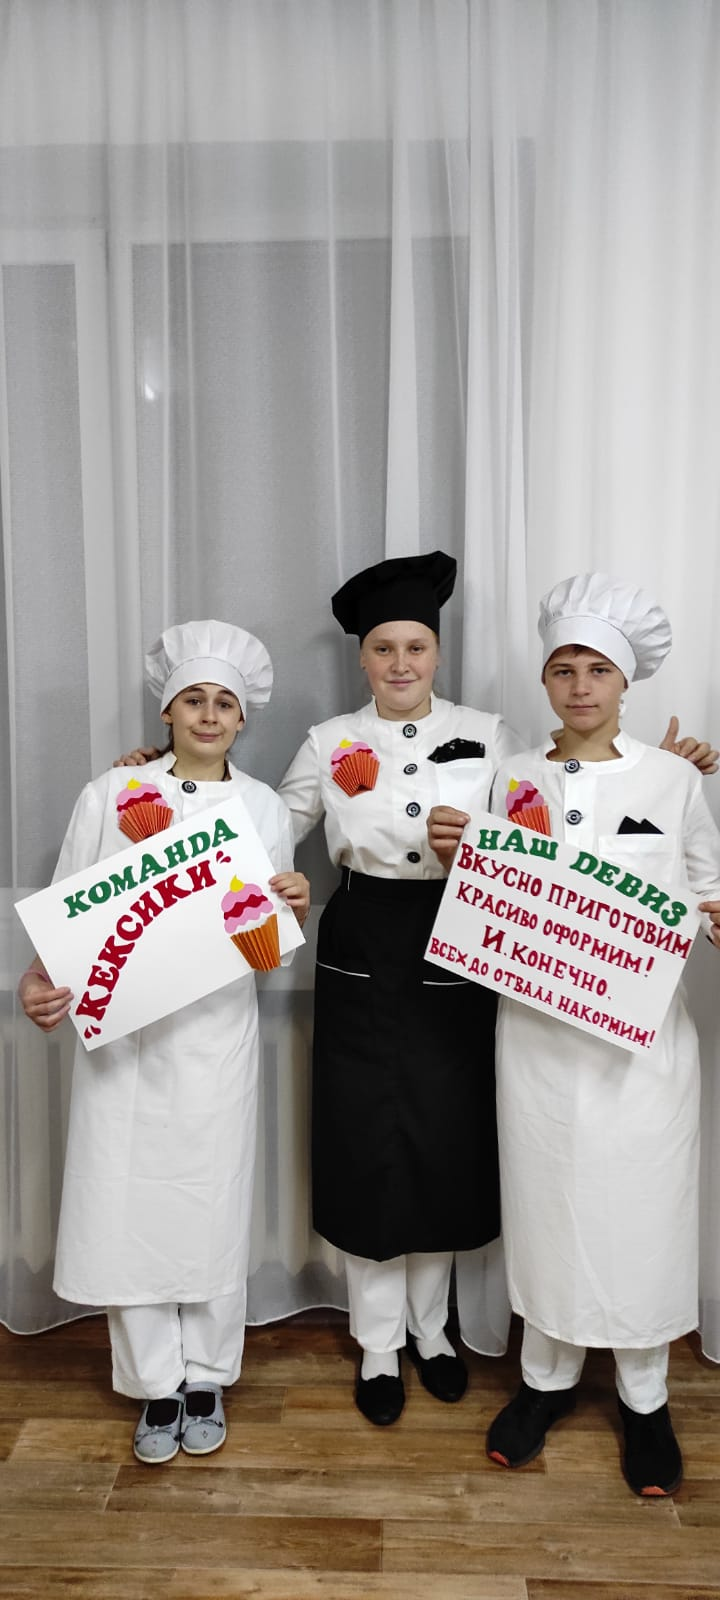 КОМАНДА
"КЕКСИКИ"
НАШ ДЕВИЗ
ВКУСНО ПРИГОТОВИМ
КРАСИВО ОФОРМИМ!
И, КОНЕЧНО,
ВСЕХ ДО ОТВАЛА НАКОРМИМ!